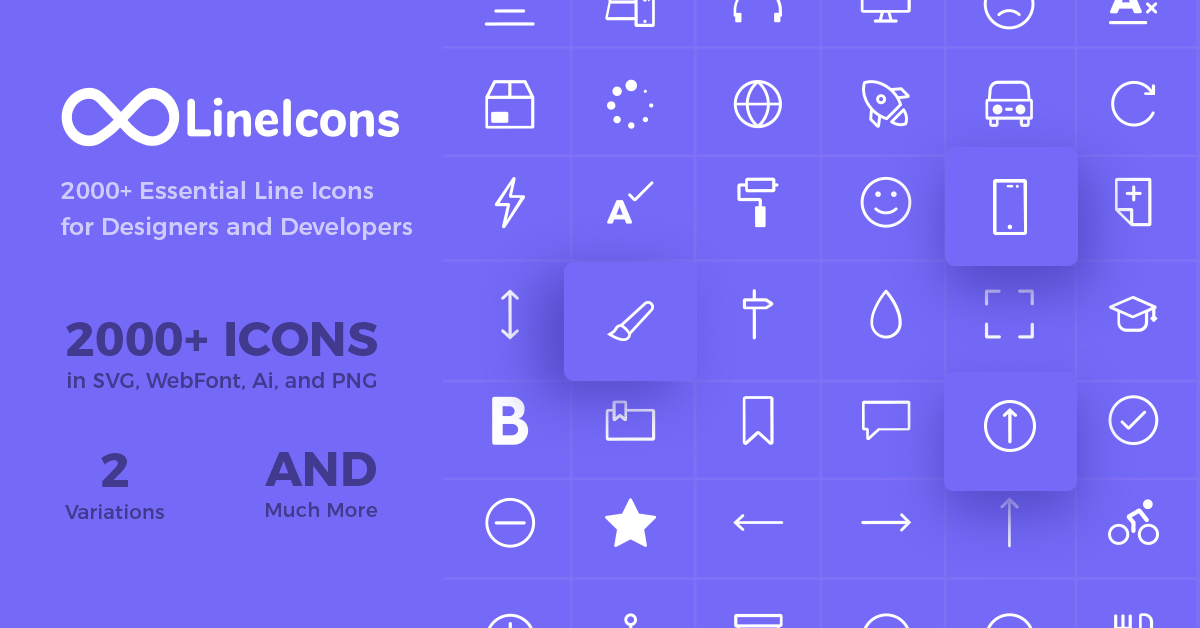 LineIcons
2000+ Essential Line Icons
for Designers and Developers
2000+ ICONS
in SVG, WebFont, Ai, and PNG
2
Variations
AND
Much More
A
A
B